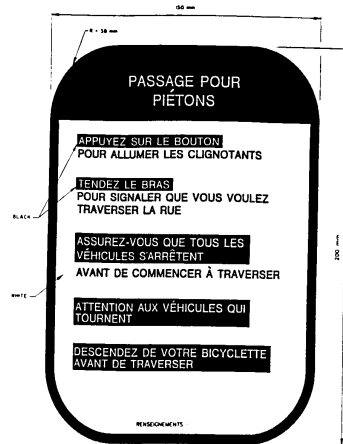 150 mm
R = 38 mm
PASSAGE POUR
PIÉTONS
APPUYEZ SUR LE BOUTON
POUR ALLUMER LES CLIGNOTANTS
TENDEZ LE BRAS
POUR SIGNALER QUE VOUS VOULEZ
TRAVERSER LA RUE
BLACK
ASSUREZ-VOUS QUE TOUS LES
VÉHICULES S'ARRÊTENT
AVANT DE COMMENCER À TRAVERSER
200 mm
WHITE
ATTENTION AUX VÉHICULES QUI
TOURNENT
DESCENDEZ DE VOTRE BICYCLETTE
AVANT DE TRAVERSER
RENSEIGNEMENTS